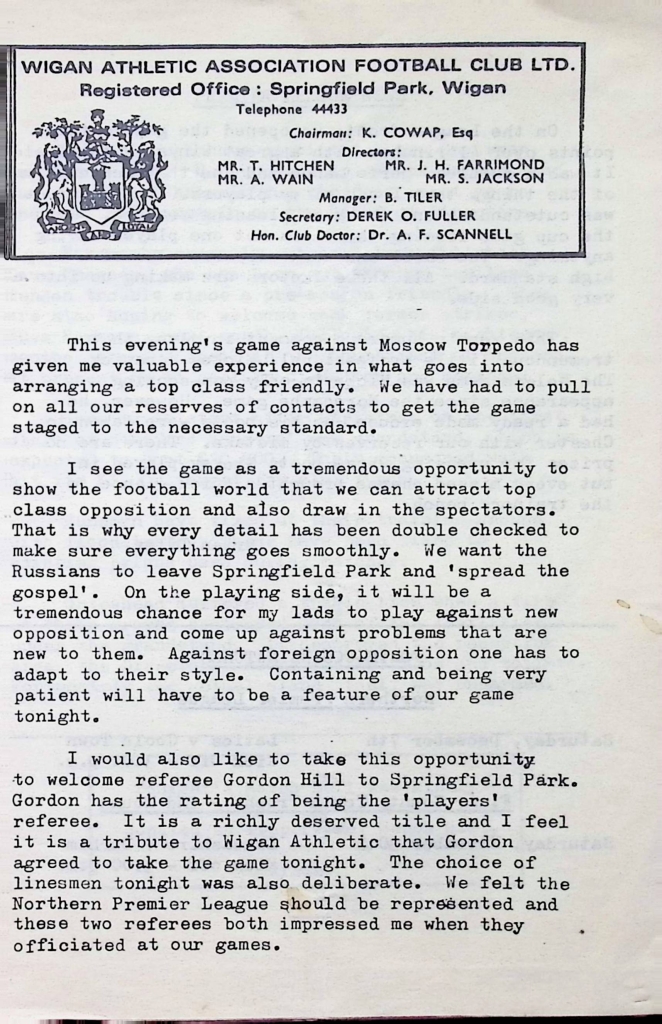 WIGAN ATHLETIC ASSOCIATION FOOTBALL CLUB LTD.
Registered Office : Springfield Park, Wigan
Telephone 44433
Chairman: K. COWAP, Esq
Directors:
MR. T. HITCHEN MR. J. H. FARRIMOND
MR. A. WAIN MR. S. JACKSON
Manager: B. TILER
Secretary: DEREK O. FULLER
Hon. Club Doctor: Dr. A. F. SCANNELL
This evening's game against Moscow Torpedo has
given me valuable experience in what goes into
arranging a top class friendly. We have had to pull
on all our reserves of contacts to get the game
staged to the necessary standard.
I see the game as a tremendous opportunity to
show the football world that we can attract top
class opposition and also draw in the spectators.
That is why every detail has been double checked to
make sure everything goes smoothly. We want the
Russians to leave Springfield Park and 'spread the
gospel'. On the playing side, it will be a
tremendous chance for my lads to play against new
opposition and come up against problems that are
new to them. Against foreign opposition one has to
adapt to their style. Containing and being very
patient will have to be a feature of our game
tonight.
I would also like to take this opportunity
to welcome referee Gordon Hill to Springfield Park.
Gordon has the rating of being the 'players'
referee. It is a richly deserved title and I feel
it is a tribute to Wigan Athletic that Gordon
agreed to take the game tonight. The choice of
linesmen tonight was also deliberate. We felt the
Northern Premier League should be represented and
these two referees both impressed me when they
officiated at our games.